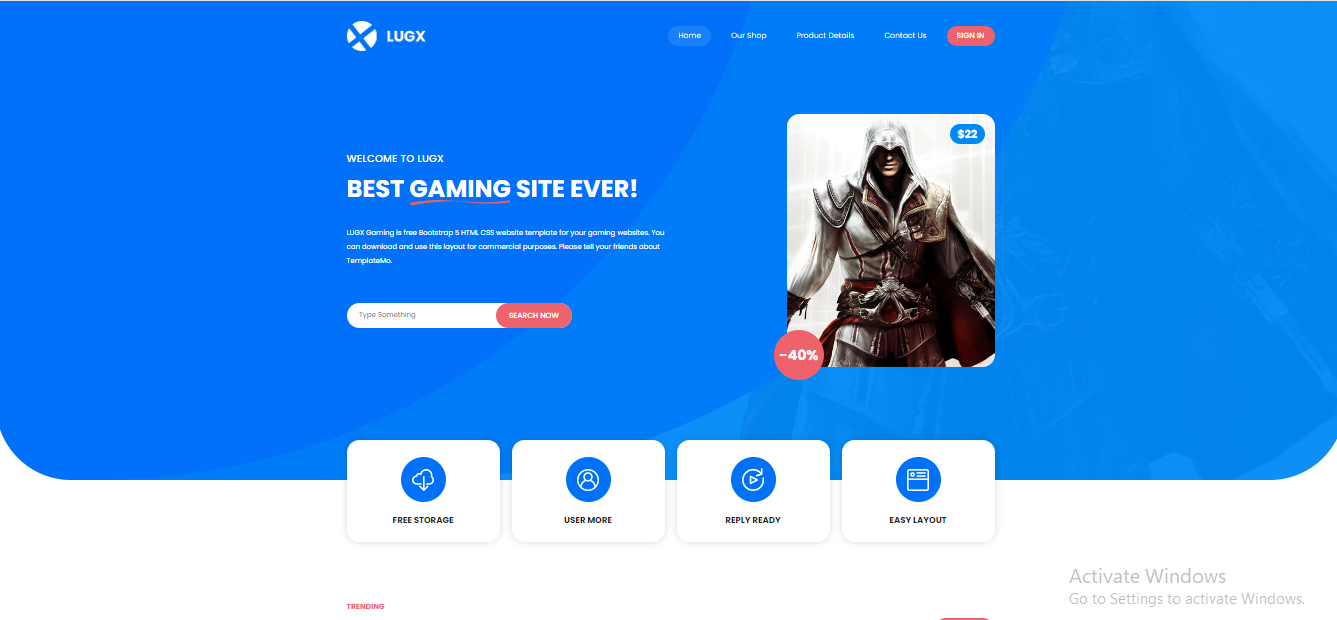 LUGX
Home
Our Shop
Product Details
Contact Us
SIGN IN
WELCOME TO LUGX
BEST GAMING SITE EVER!
LUGX Gaming is free Bootstrap 5 HTML CSS website template for your gaming websites. You
can download and use this layout for commercial purposes. Please tell your friends about
TemplateMo.
Type Something
SEARCH NOW
$22
-40%
FREE STORAGE
USER MORE
REPLY READY
EASY LAYOUT
TRENDING
Activate Windows
Go to Settings to activate Windows.